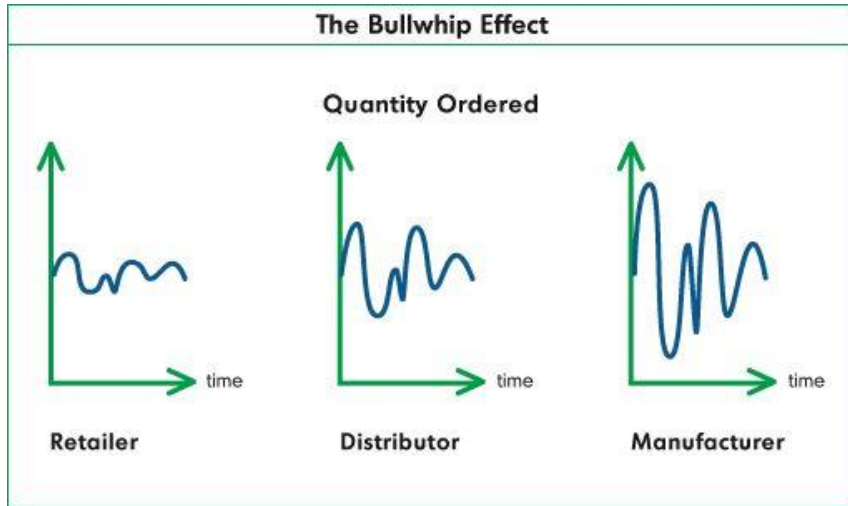 The Bullwhip Effect
Quantity Ordered
time
time
time
Retailer
Distributor
Manufacturer